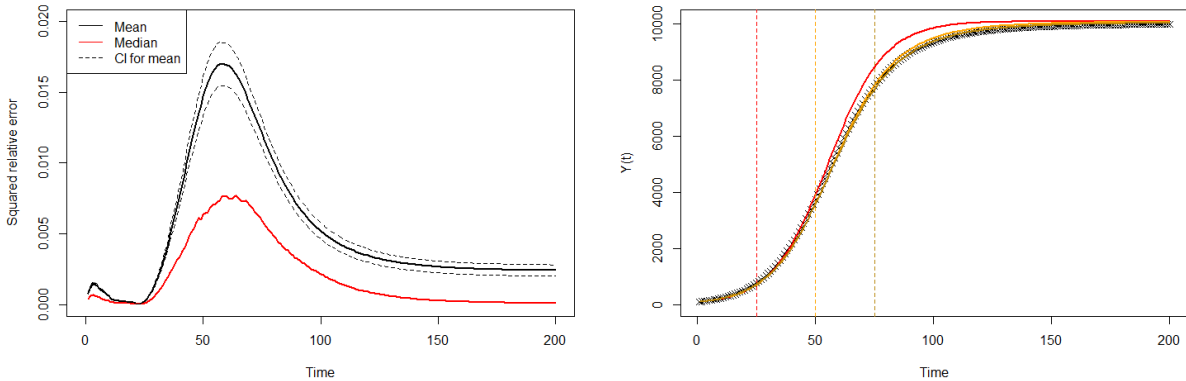 Squared relative error
0.020
0.015
0.010
0.005
0.000
Mean
Median
CI for mean
0 50 100 150 200
Time
Y(t)
10000
8000
6000
4000
2000
0
0 50 100 150 200
Time